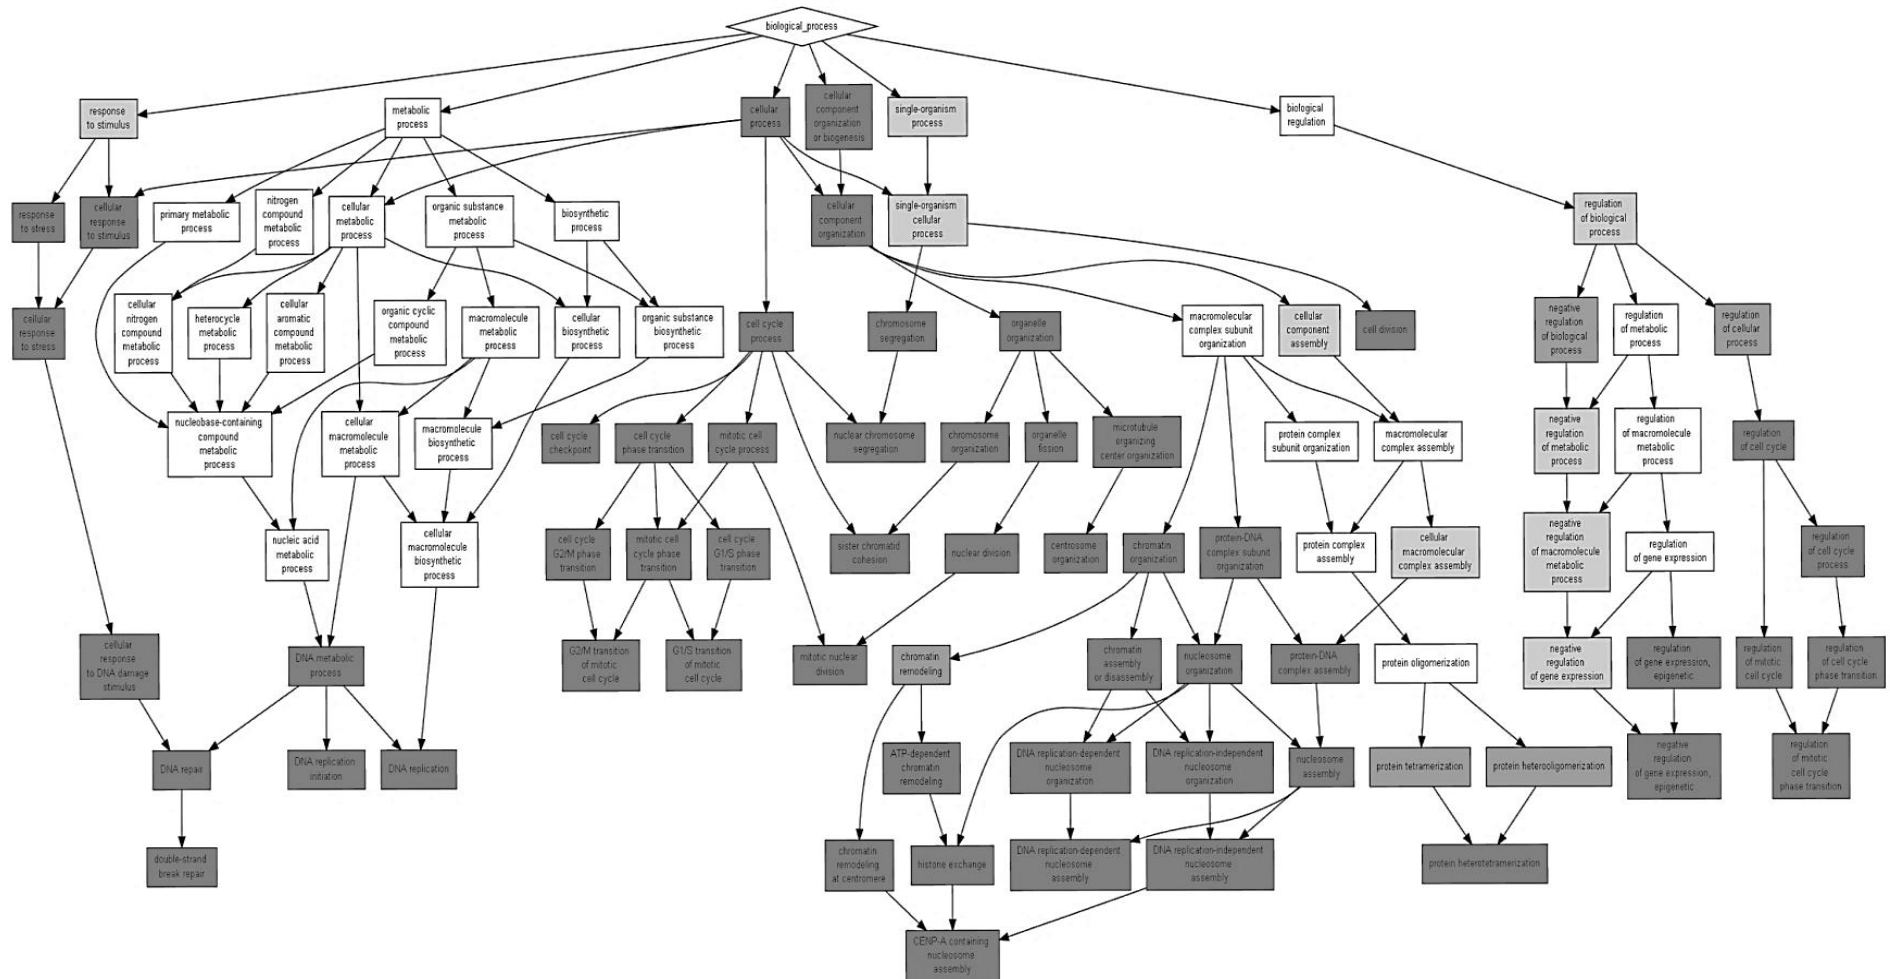 biological_process
response
to stimulus
metabolic
process
cellular
process
cellular
component
organization
or biogenesis
single-organism
process
biological
regulation
response
to stress
cellular
response
to stimulus
primary metabolic
process
nitrogen
compound
metabolic
process
cellular
metabolic
process
organic substance
metabolic
process
biosynthetic
process
cellular
component
organization
single-organism
cellular
process
regulation
of biological
process
cellular
response
to stress
cellular
nitrogen
compound
metabolic
process
heterocycle
metabolic
process
cellular
aromatic
compound
metabolic
process
organic cyclic
compound
metabolic
process
macromolecule
metabolic
process
cellular
biosynthetic
process
organic substance
biosynthetic
process
cell cycle
process
chromosome
segregation
organelle
organization
macromolecular
complex subunit
organization
cellular
component
assembly
cell division
negative
regulation
of biological
process
regulation
of metabolic
process
regulation
of cellular
process
nucleobase-containing
compound
metabolic
process
cellular
macromolecule
metabolic
process
macromolecule
biosynthetic
process
cell cycle
checkpoint
cell cycle
phase transition
mitotic cell
cycle process
nuclear chromosome
segregation
chromosome
organization
organelle
fission
microtubule
organizing
center organization
protein complex
subunit organization
macromolecular
complex assembly
negative
regulation
of metabolic
process
regulation
of macromolecule
metabolic
process
regulation
of cell cycle
nucleic acid
metabolic
process
cellular
macromolecule
biosynthetic
process
cell cycle
G2/M phase
transition
mitotic cell
cycle phase
transition
cell cycle
G1/S phase
transition
sister chromatid
cohesion
nuclear division
centrosome
organization
chromatin
organization
protein-DNA
complex subunit
organization
protein complex
assembly
cellular
macromolecular
complex assembly
negative
regulation
of macromolecule
metabolic
process
regulation
of gene expression
regulation
of cell cycle
process
cellular
response
to DNA damage
stimulus
DNA metabolic
process
G2/M transition
of mitotic
cell cycle
G1/S transition
of mitotic
cell cycle
mitotic nuclear
division
chromatin
remodeling
chromatin
assembly
or disassembly
nucleosome
organization
protein-DNA
complex assembly
protein oligomerization
negative
regulation
of gene expression
regulation
of gene expression,
epigenetic
regulation
of mitotic
cell cycle
regulation
of cell cycle
phase transition
DNA repair
DNA replication
initiation
DNA replication
ATP-dependent
chromatin
remodeling
DNA replication-dependent
nucleosome
organization
DNA replication-independent
nucleosome
organization
nucleosome
assembly
protein tetramerization
protein heterooligomerization
negative
regulation
of gene expression,
epigenetic
regulation
of mitotic
cell cycle
phase transition
double-strand
break repair
chromatin
remodeling
at centromere
histone exchange
DNA replication-dependent
nucleosome
assembly
DNA replication-independent
nucleosome
assembly
protein heterotetramerization
CENP-A containing
nucleosome
assembly